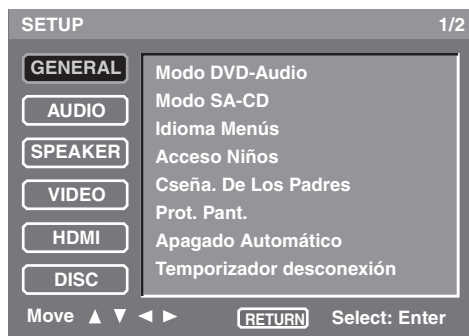 SETUP 1/2
GENERAL
AUDIO
SPEAKER
VIDEO
HDMI
DISC
Modo DVD-Audio
Modo SA-CD
Idioma Menús
Acceso Niños
Cseña. De Los Padres
Prot. Pant.
Apagado Automático
Temporizador desconexión
Move ▲ ▼ ◄ ► RETURN Select: Enter